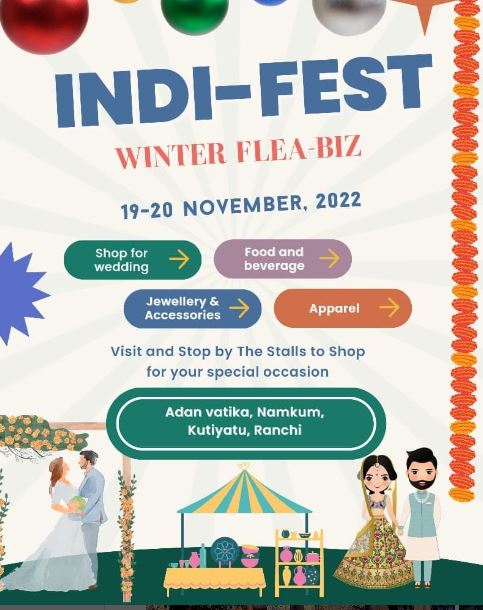 INDI-FEST
WINTER FLEA-BIZ
19-20 NOVEMBER, 2022
Shop for
wedding
Food and
beverage
Jewellery &
Accessories
Apparel
Visit and Stop by The Stalls to Shop
for your special occasion
Adan vatika, Namkum,
Kutiyatu, Ranchi